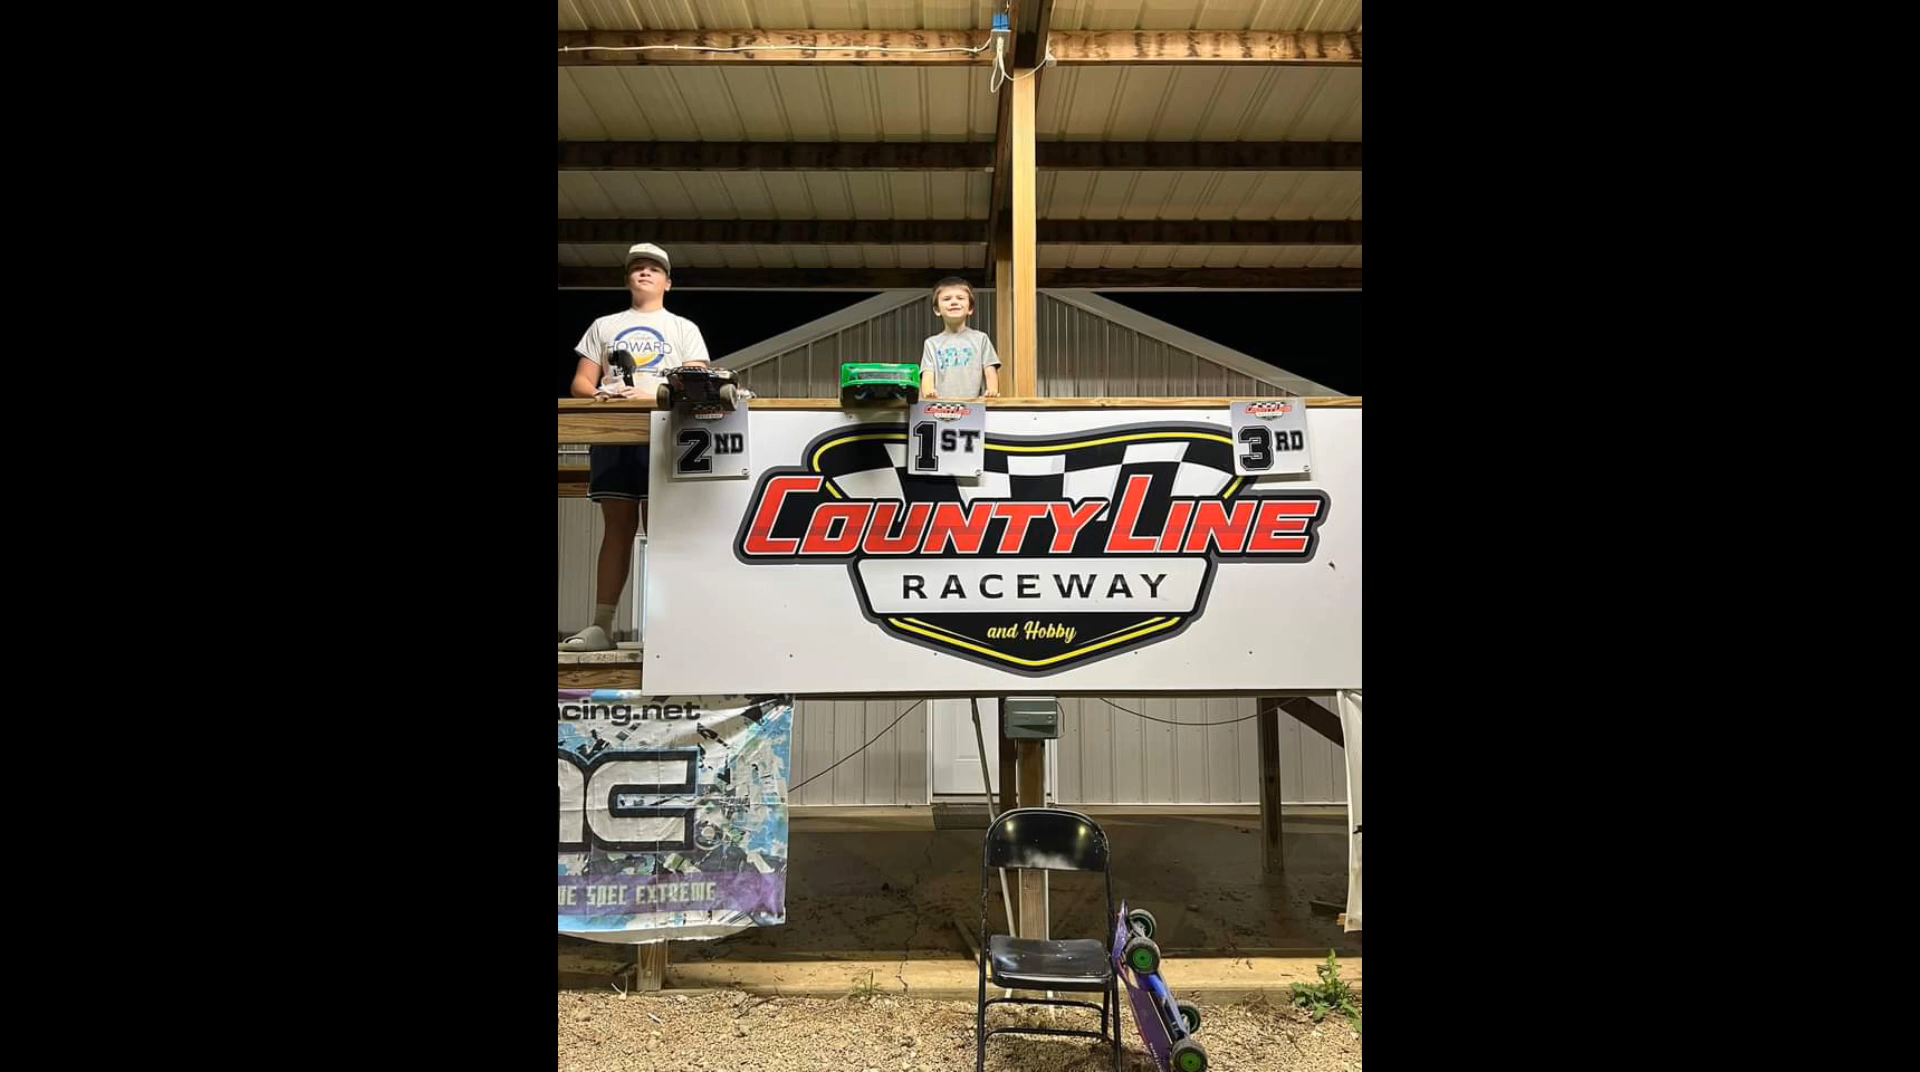 HOWARD
2ND
1ST
3RD
COUNTY LINE
RACEWAY
and Hobby
cing.net
SPEC EXTREME